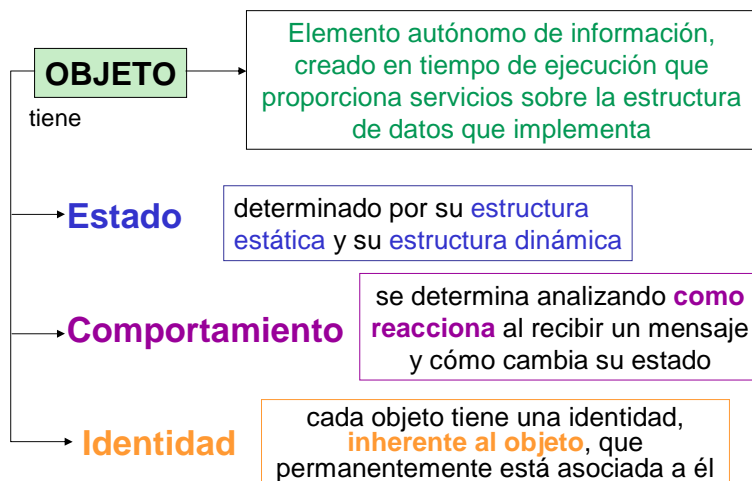 Elemento autónomo de información,
creado en tiempo de ejecución que
proporciona servicios sobre la estructura
de datos que implementa
OBJETO
tiene
Estado
determinado por su estructura
estática y su estructura dinámica
Comportamiento
se determina analizando como
reacciona al recibir un mensaje
y cómo cambia su estado
Identidad
cada objeto tiene una identidad,
inherente al objeto, que
permanentemente está asociada a él